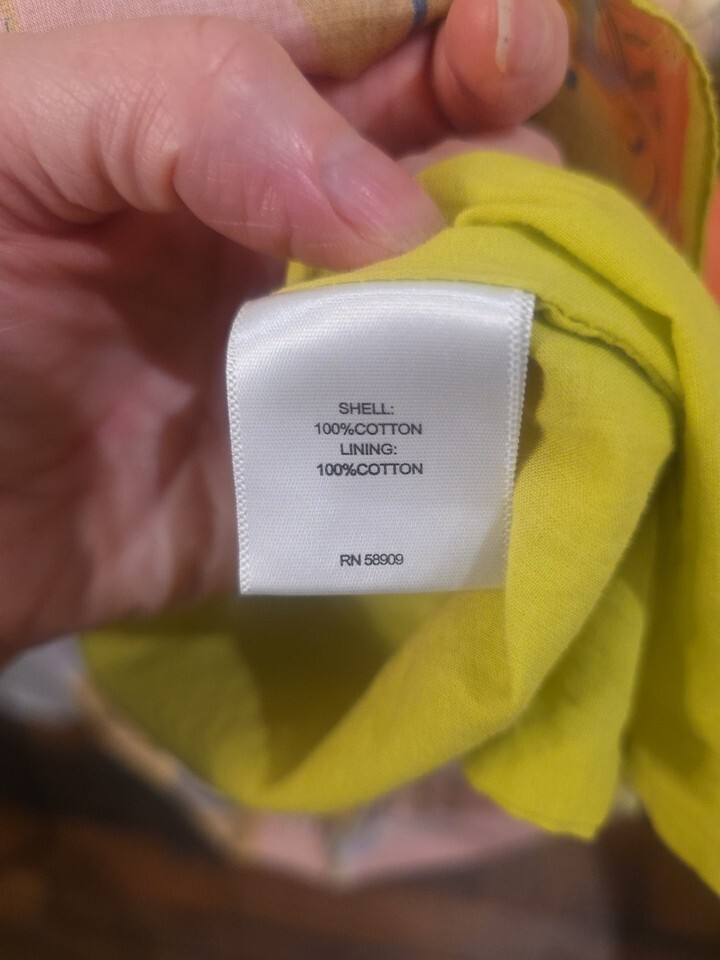 SHELL:
100%COTTON
LINING:
100%COTTON
RN 58909